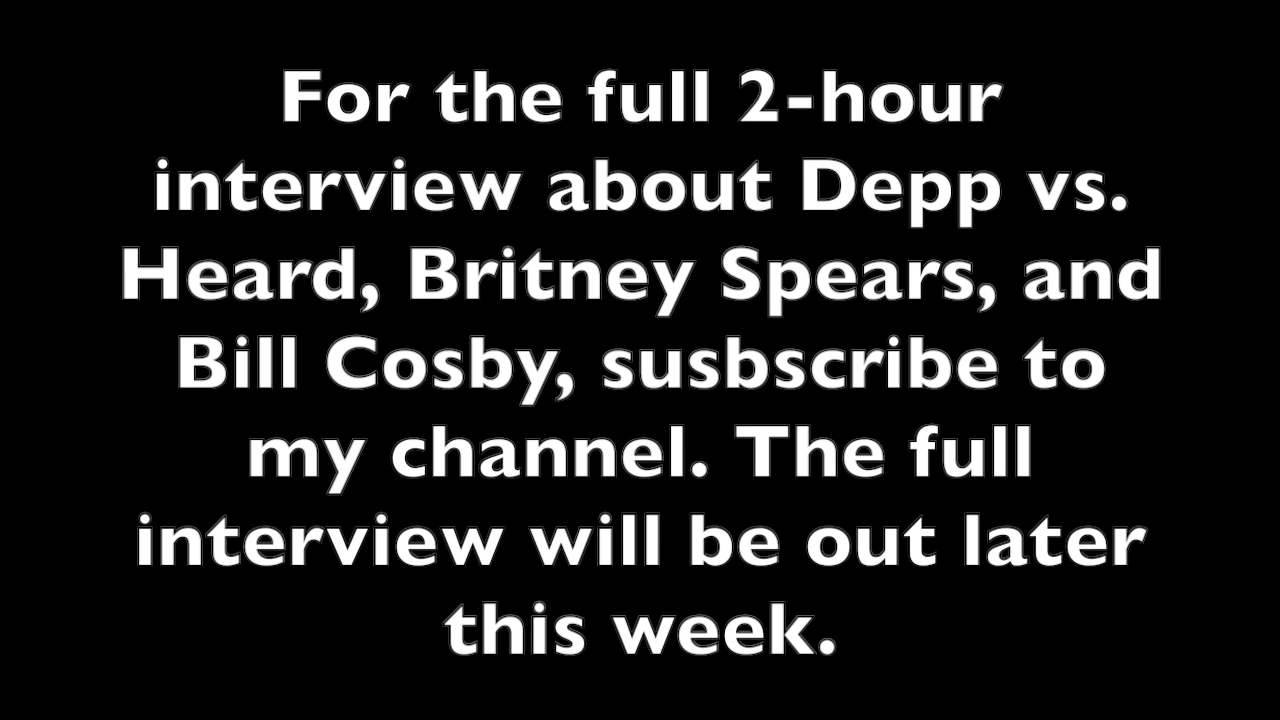 For the full 2-hour
interview about Depp vs.
Heard, Britney Spears, and
Bill Cosby, susbscribe to
my channel. The full
interview will be out later
this week.